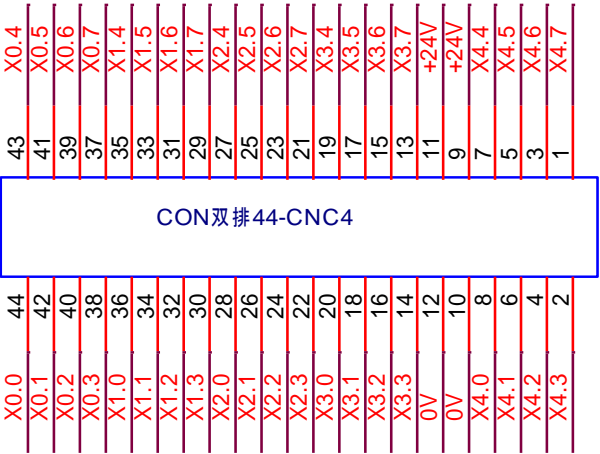 X0.4 X0.5 X0.6 X0.7 X1.4 X1.5 X1.6 X1.7 X2.4 X2.5 X2.6 X2.7 X3.4 X3.5 X3.6 X3.7 +24V +24V X4.4 X4.5 X4.6 X4.7
43 41 39 37 35 33 31 29 27 25 23 21 19 17 15 13 11 9 7 5 3 1
CON双排44-CNC4
44 42 40 38 36 34 32 30 28 26 24 22 20 18 16 14 12 10 8 6 4 2
X0.0 X0.1 X0.2 X0.3 X1.0 X1.1 X1.2 X1.3 X2.0 X2.1 X2.2 X2.3 X3.0 X3.1 X3.2 X3.3 0V 0V X4.0 X4.1 X4.2 X4.3